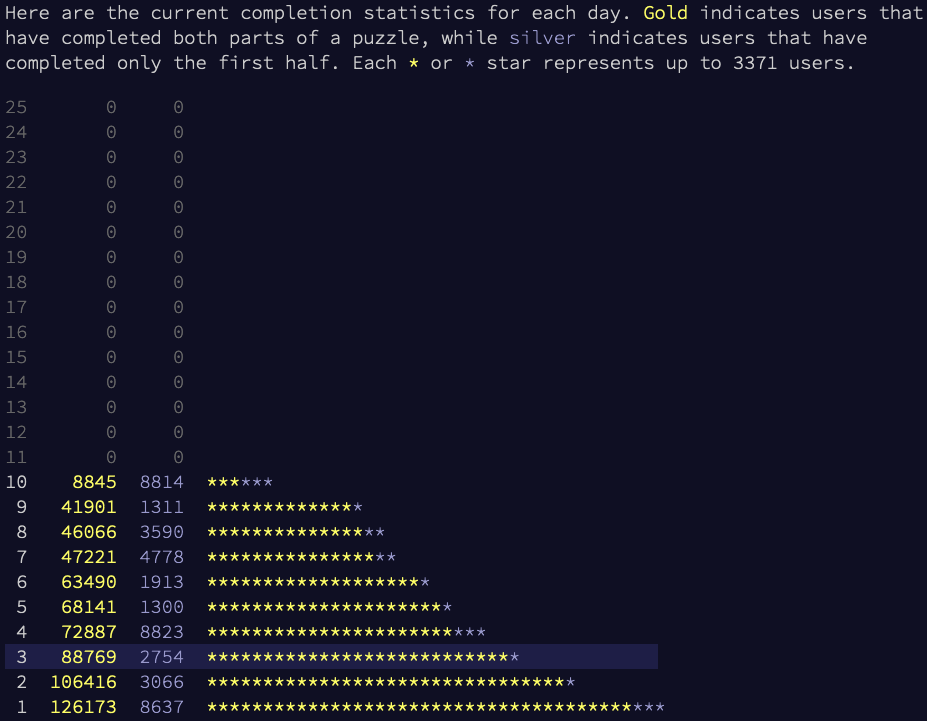 Here are the current completion statistics for each day. Gold indicates users that
have completed both parts of a puzzle, while silver indicates users that have
completed only the first half. Each * or * star represents up to 3371 users.
25 0 0
24 0 0
23 0 0
22 0 0
21 0 0
20 0 0
19 0 0
18 0 0
17 0 0
16 0 0
15 0 0
14 0 0
13 0 0
12 0 0
11 0 0
10 8845 8814 ******
9 41901 1311 **************
8 46066 3590 ****************
7 47221 4778 *****************
6 63490 1913 ********************
5 68141 1300 **********************
4 72887 8823 *************************
3 88769 2754 ****************************
2 106416 3066 *********************************
1 126173 8637 *****************************************